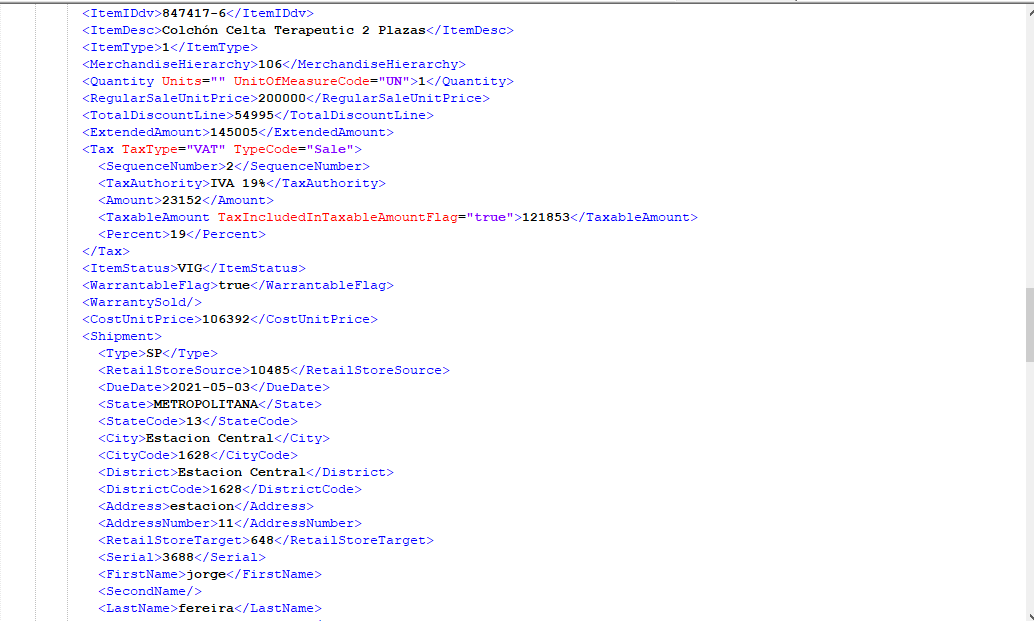 <ItemIDdv>847417-6</ItemIDdv>
<ItemDesc>Colchón Celta Terapeutic 2 Plazas</ItemDesc>
<ItemType>1</ItemType>
<MerchandiseHierarchy>106</MerchandiseHierarchy>
<Quantity Units="" UnitOfMeasureCode="UN">1</Quantity>
<RegularSaleUnitPrice>200000</RegularSaleUnitPrice>
<TotalDiscountLine>54995</TotalDiscountLine>
<ExtendedAmount>145005</ExtendedAmount>
<Tax TaxType="VAT" TypeCode="Sale">
<SequenceNumber>2</SequenceNumber>
<TaxAuthority>IVA 19%</TaxAuthority>
<Amount>23152</Amount>
<TaxableAmount TaxIncludedInTaxableAmountFlag="true">121853</TaxableAmount>
<Percent>19</Percent>
</Tax>
<ItemStatus>VIG</ItemStatus>
<WarrantableFlag>true</WarrantableFlag>
<WarrantySold/>
<CostUnitPrice>106392</CostUnitPrice>
<Shipment>
<Type>SP</Type>
<RetailStoreSource>10485</RetailStoreSource>
<DueDate>2021-05-03</DueDate>
<State>METROPOLITANA</State>
<StateCode>13</StateCode>
<City>Estacion Central</City>
<CityCode>1628</CityCode>
<District>Estacion Central</District>
<DistrictCode>1628</DistrictCode>
<Address>estacion</Address>
<AddressNumber>11</AddressNumber>
<RetailStoreTarget>648</RetailStoreTarget>
<Serial>3688</Serial>
<FirstName>jorge</FirstName>
<SecondName/>
<LastName>fereira</LastName>